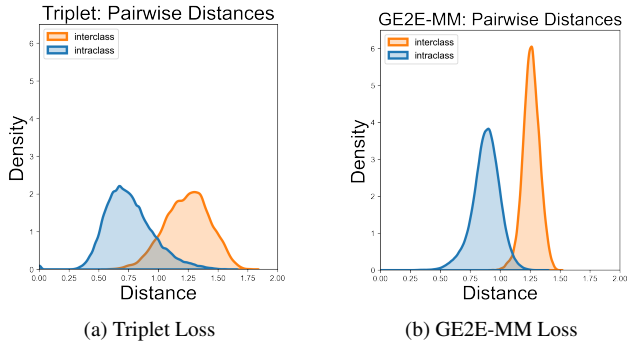 Triplet: Pairwise Distances
interclass
intraclass
Density
6
5
4
3
2
1
0
0.00 0.25 0.50 0.75 1.00 1.25 1.50 1.75 2.00
Distance
(a) Triplet Loss
GE2E-MM: Pairwise Distances
interclass
intraclass
Density
6
5
4
3
2
1
0
0.00 0.25 0.50 0.75 1.00 1.25 1.50 1.75 2.00
Distance
(b) GE2E-MM Loss